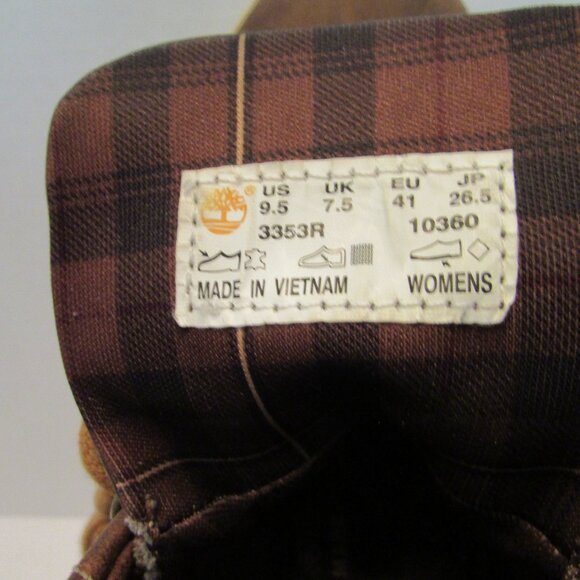 US UK EU JP
9.5 7.5 41 26.5
3353R 10360
MADE IN VIETNAM WOMENS